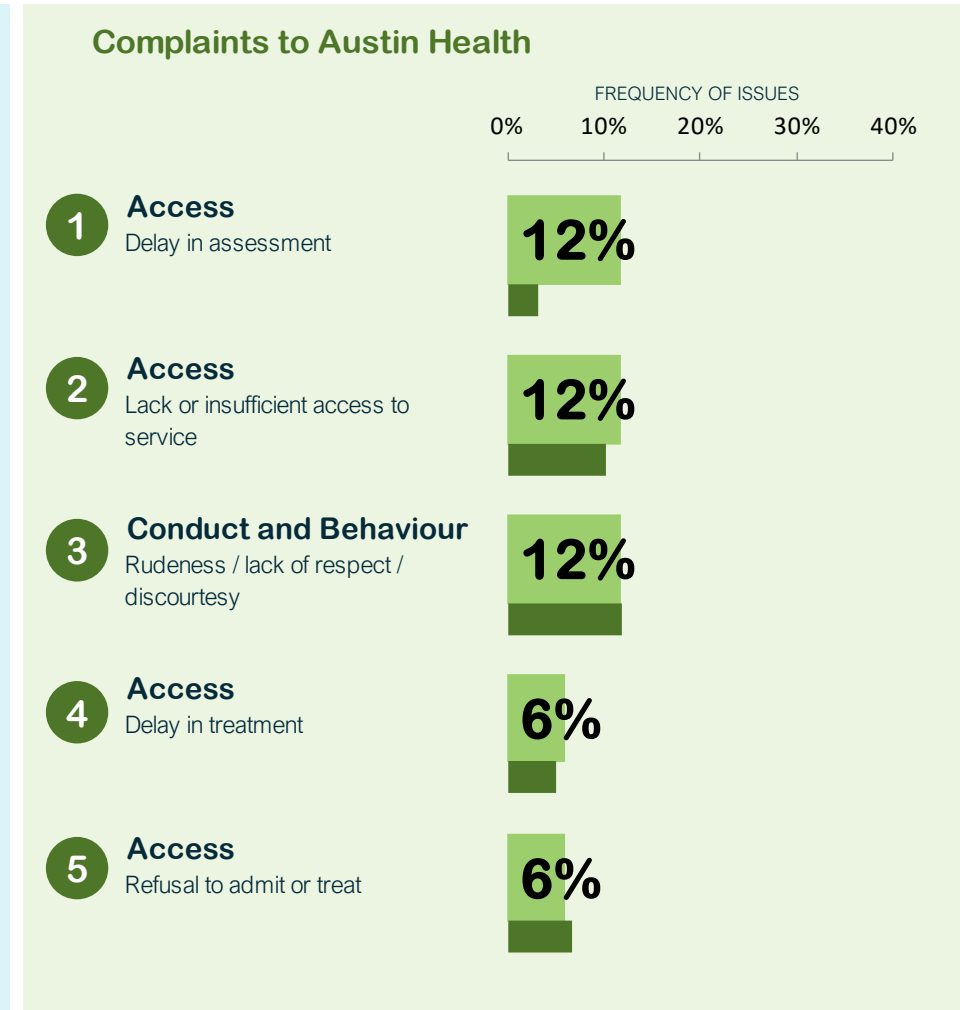 Complaints to Austin Health
FREQUENCY OF ISSUES
0% 10% 20% 30% 40%
1 Access
Delay in assessment
12%
2 Access
Lack or insufficient access to
service
12%
3 Conduct and Behaviour
Rudeness / lack of respect /
discourtesy
12%
4 Access
Delay in treatment
6%
5 Access
Refusal to admit or treat
6%